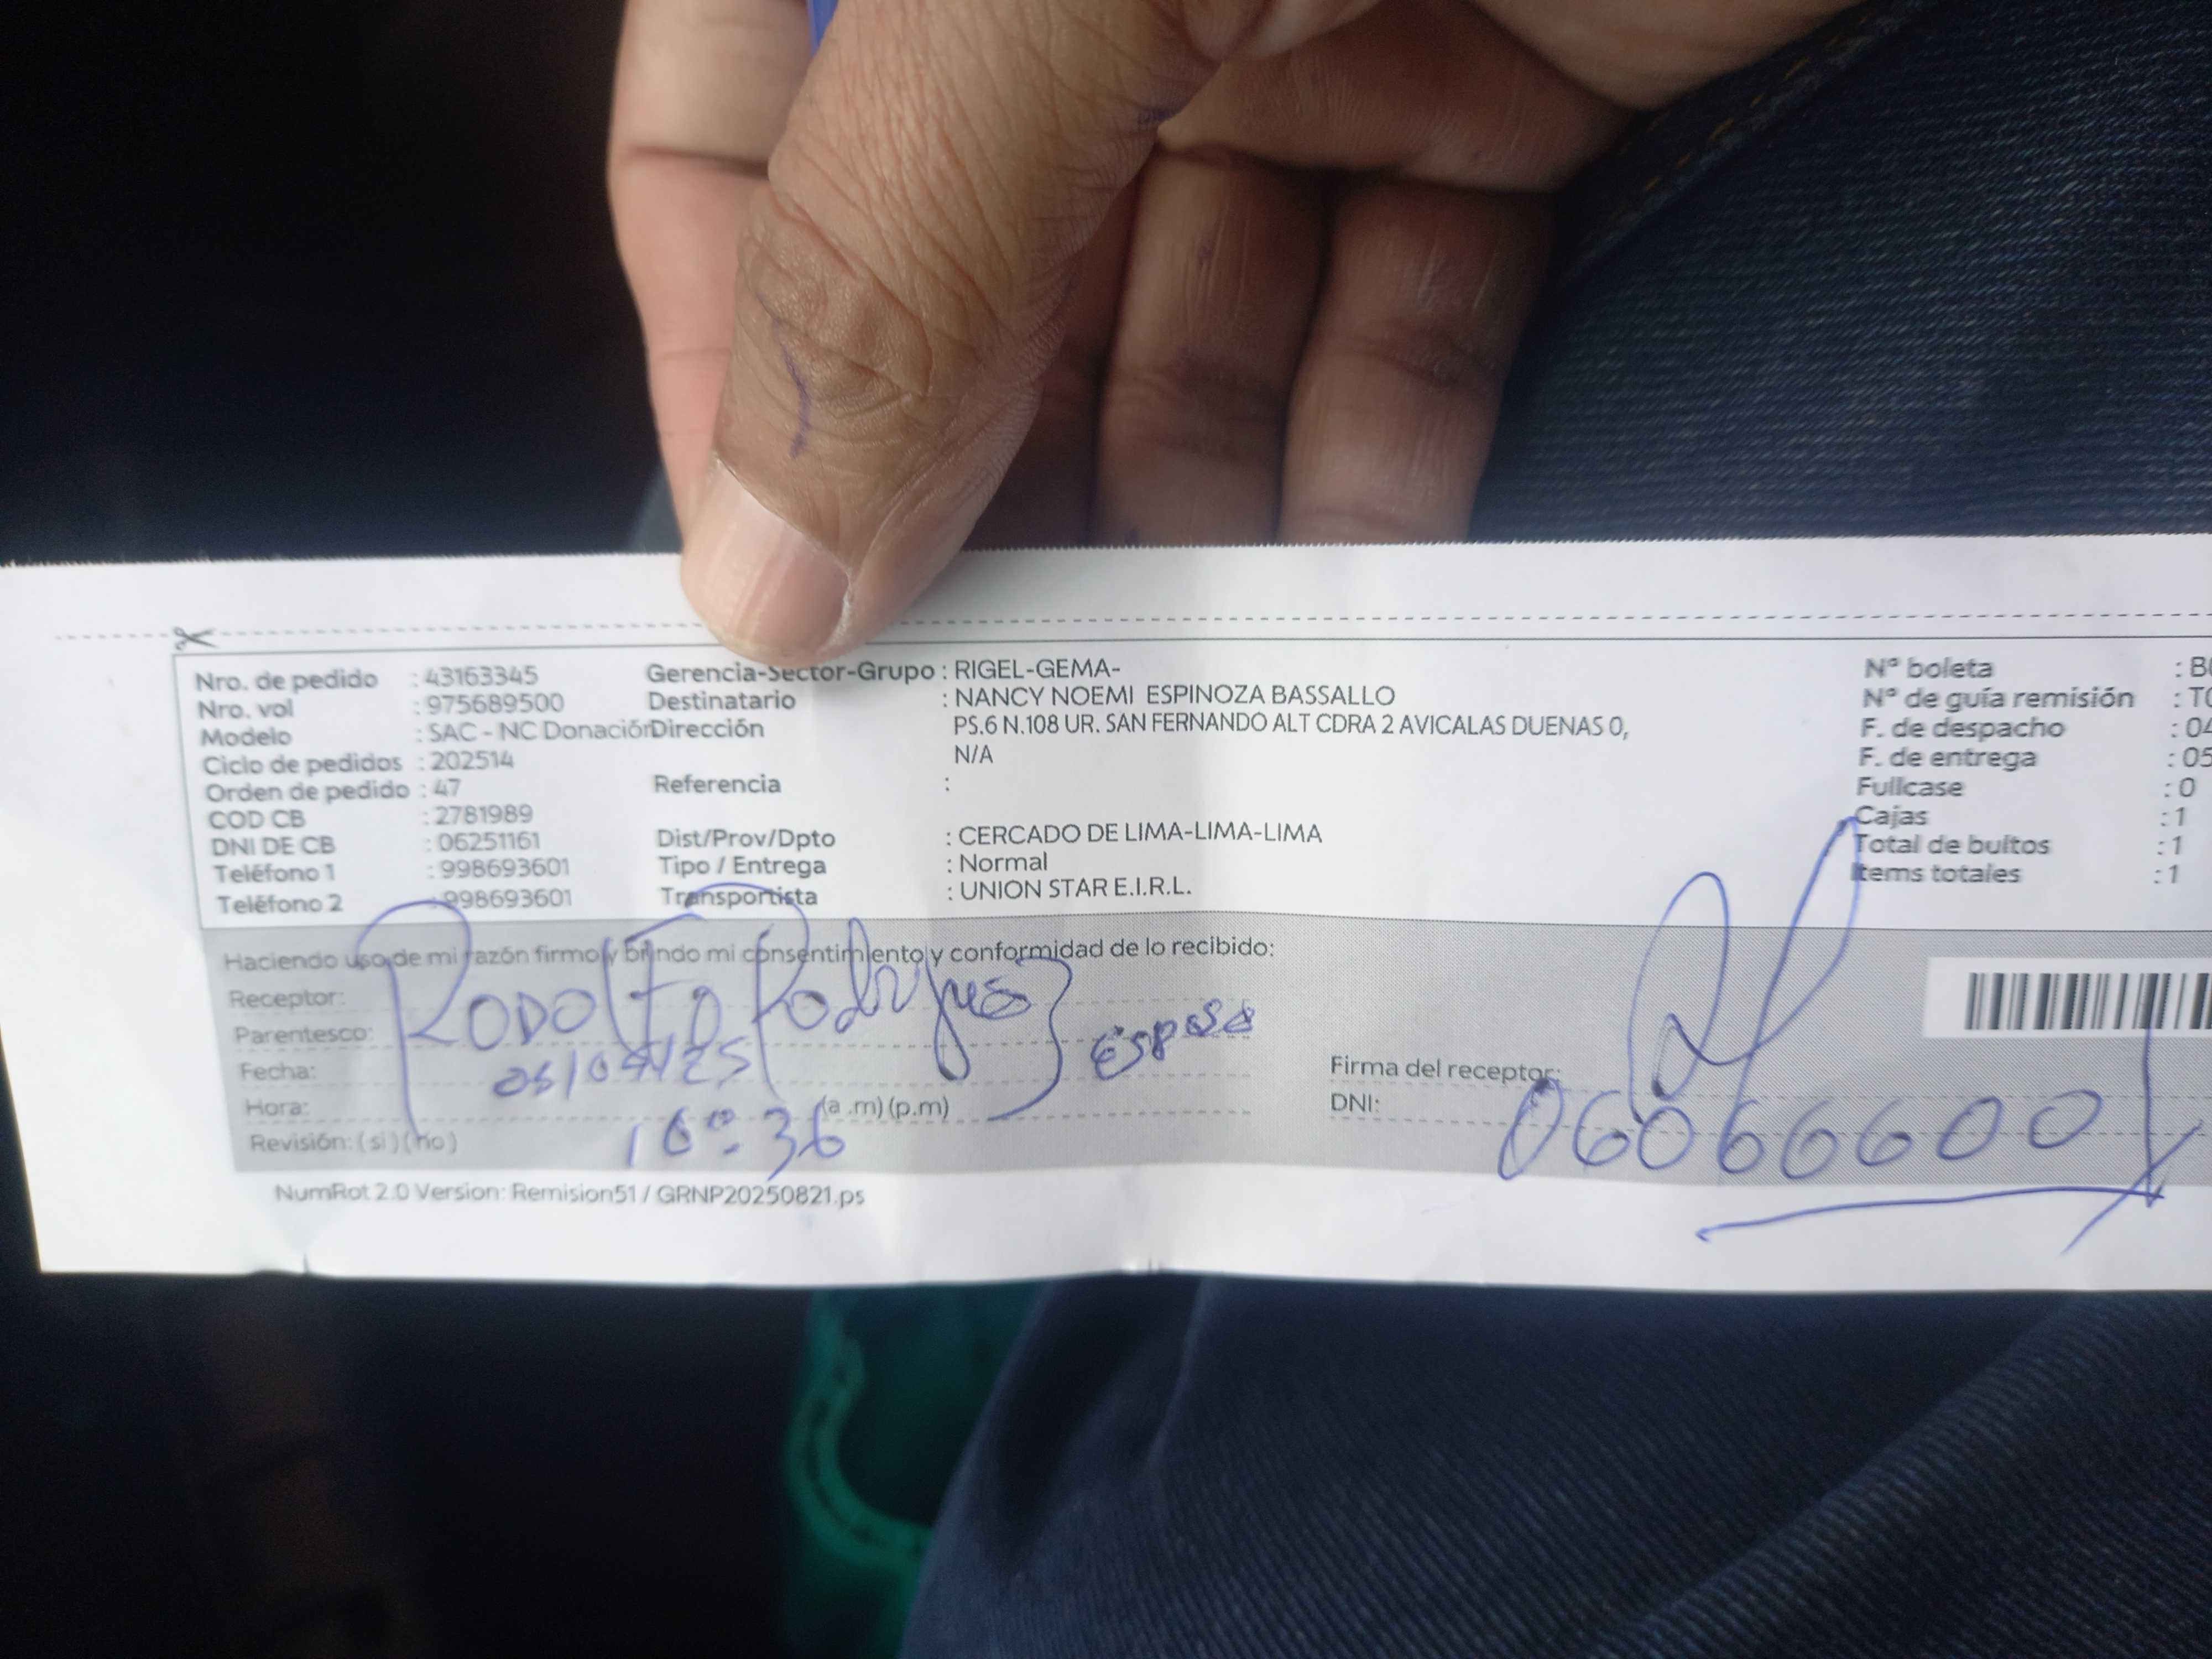 Nro. de pedido : 43163345
Nro. vol : 975689500
Modelo : SAC - NC Donación
Ciclo de pedidos : 202514
Orden de pedido : 47
COD CB : 2781989
DNI DE CB : 06251161
Teléfono 1 : 998693601
Teléfono 2 : 998693601
Gerencia-Sector-Grupo : RIGEL-GEMA-
Destinatario : NANCY NOEMI ESPINOZA BASSALLO
Dirección PS.6 N.108 UR. SAN FERNANDO ALT CDRA 2 AVICALAS DUENAS 0,
N/A
Referencia :
Dist/Prov/Dpto : CERCADO DE LIMA-LIMA-LIMA
Tipo / Entrega : Normal
Transportista : UNION STAR E.I.R.L.
Nº boleta : B
Nº de guía remisión : T
F. de despacho : 04
F. de entrega : 05
Fullcase : 0
Cajas : 1
Total de bultos : 1
Items totales : 1
Haciendo uso de mi razón firmo y brindo mi consentimiento y conformidad de lo recibido:
Receptor: RODOLFO Rodriguez
Parentesco: esposo
Fecha:
Hora: 16:36 (a .m) (p.m)
Revisión: ( si ) ( no )
Firma del receptor:
DNI:
NumRot 2.0 Version: Remision51 / GRNP20250821.ps